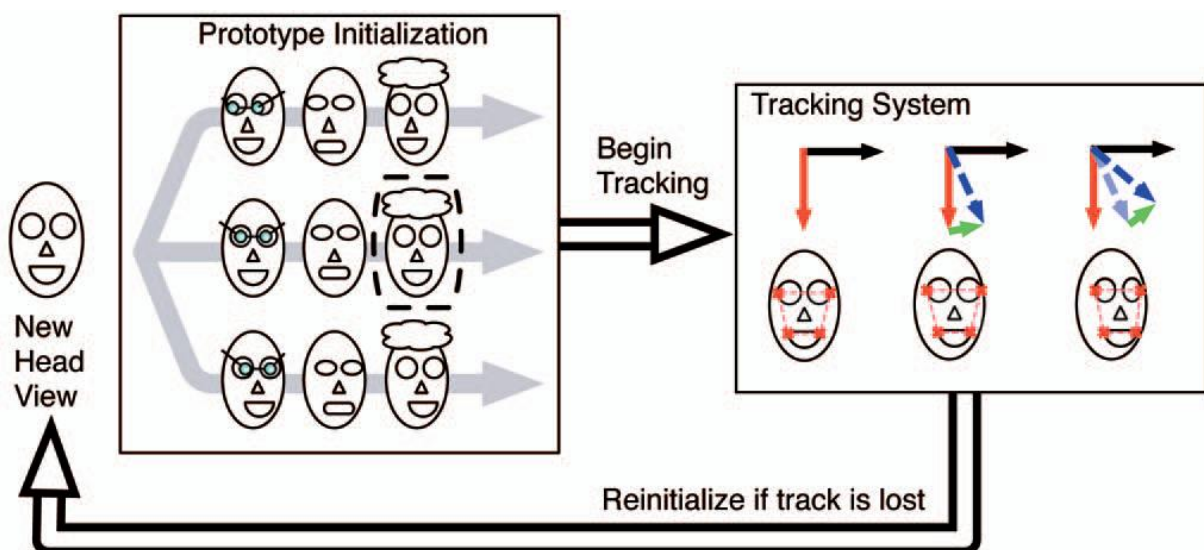 Prototype Initialization
New
Head
View
Begin
Tracking
Tracking System
Reinitialize if track is lost